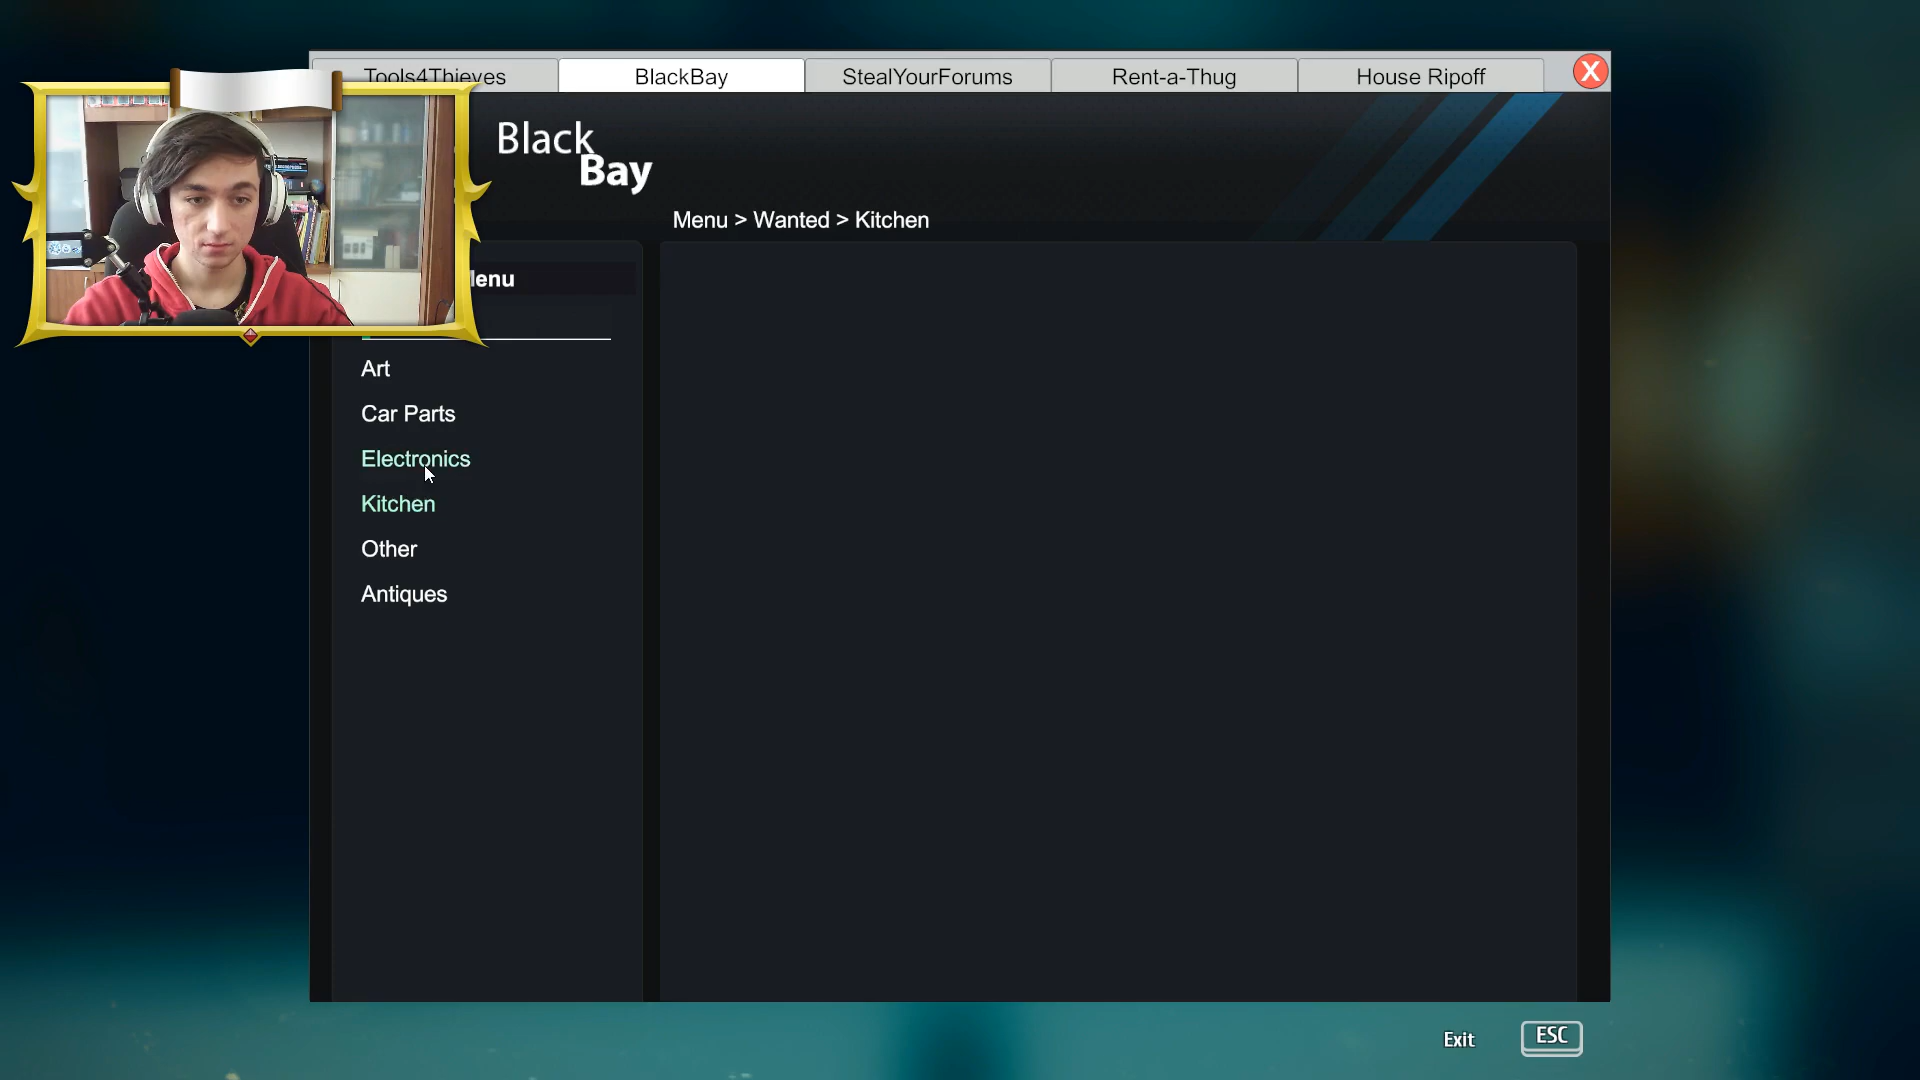 Tools4Thieves
BlackBay
StealYourForums
Rent-a-Thug
House Ripoff
X
Black
Bay
Menu > Wanted > Kitchen
enu
Art
Car Parts
Electronics
Kitchen
Other
Antiques
Exit
ESC